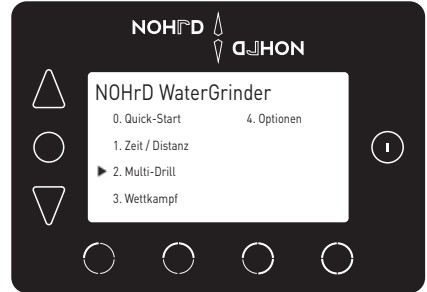 NOHrD
NOHrD
NOHrD WaterGrinder
0. Quick-Start
1. Zeit / Distanz
2. Multi-Drill
3. Wettkampf
4. Optionen